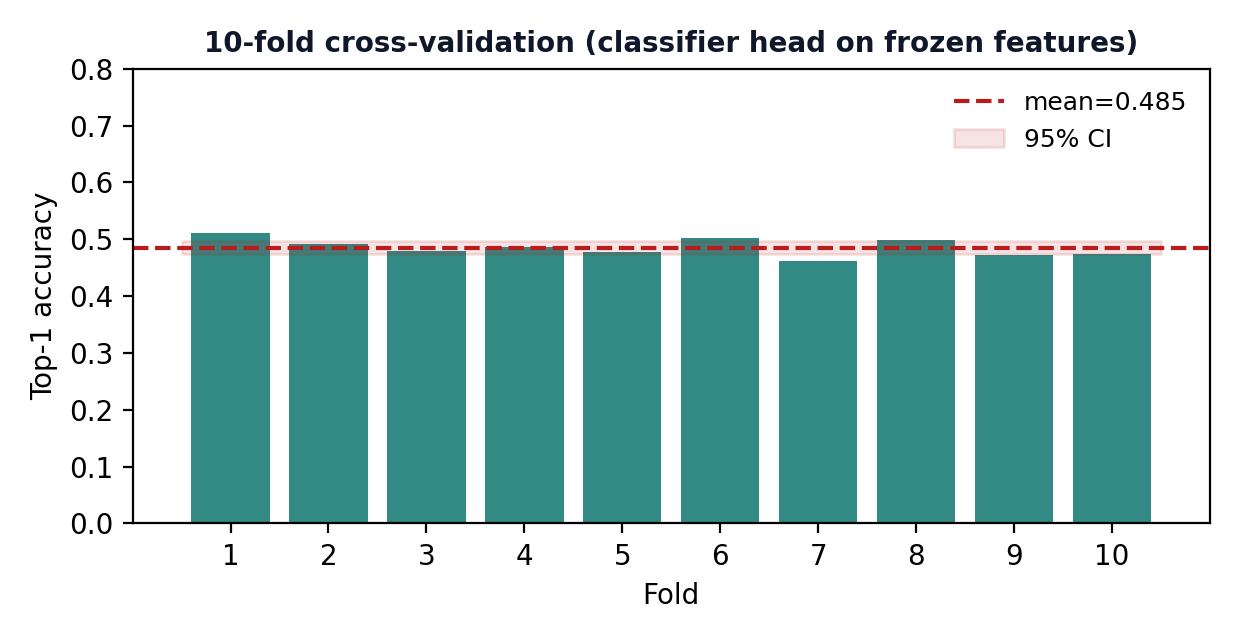 10-fold cross-validation (classifier head on frozen features)
mean=0.485
95% CI
Top-1 accuracy
0.8
0.7
0.6
0.5
0.4
0.3
0.2
0.1
0.0
1 2 3 4 5 6 7 8 9 10
Fold